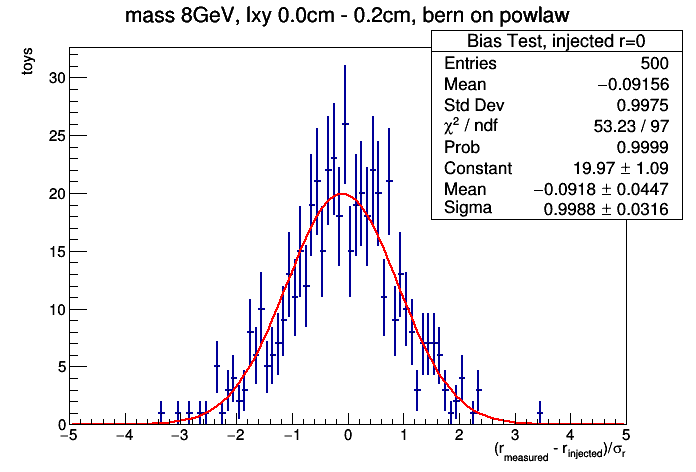 mass 8GeV, lxy 0.0cm - 0.2cm, bern on powlaw
toys
Bias Test, injected r=0
Entries 500
Mean −0.09156
Std Dev 0.9975
χ² / ndf 53.23 / 97
Prob 0.9999
Constant 19.97 ± 1.09
Mean −0.0918 ± 0.0447
Sigma 0.9988 ± 0.0316
30
25
20
15
10
5
0
−5 −4 −3 −2 −1 0 1 2 3 4 5
(r_measured - r_injected)/σ_r